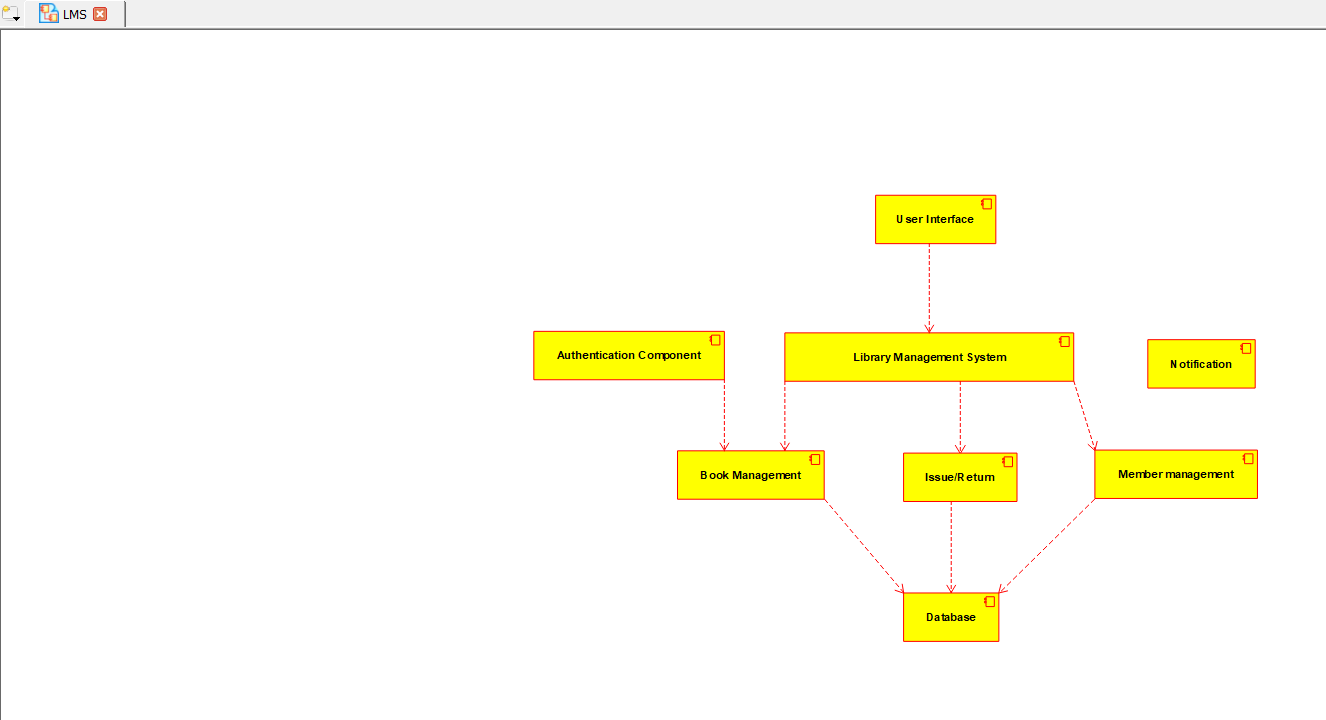 LMS
User Interface
Authentication Component
Library Management System
Notification
Book Management
Issue/Return
Member management
Database